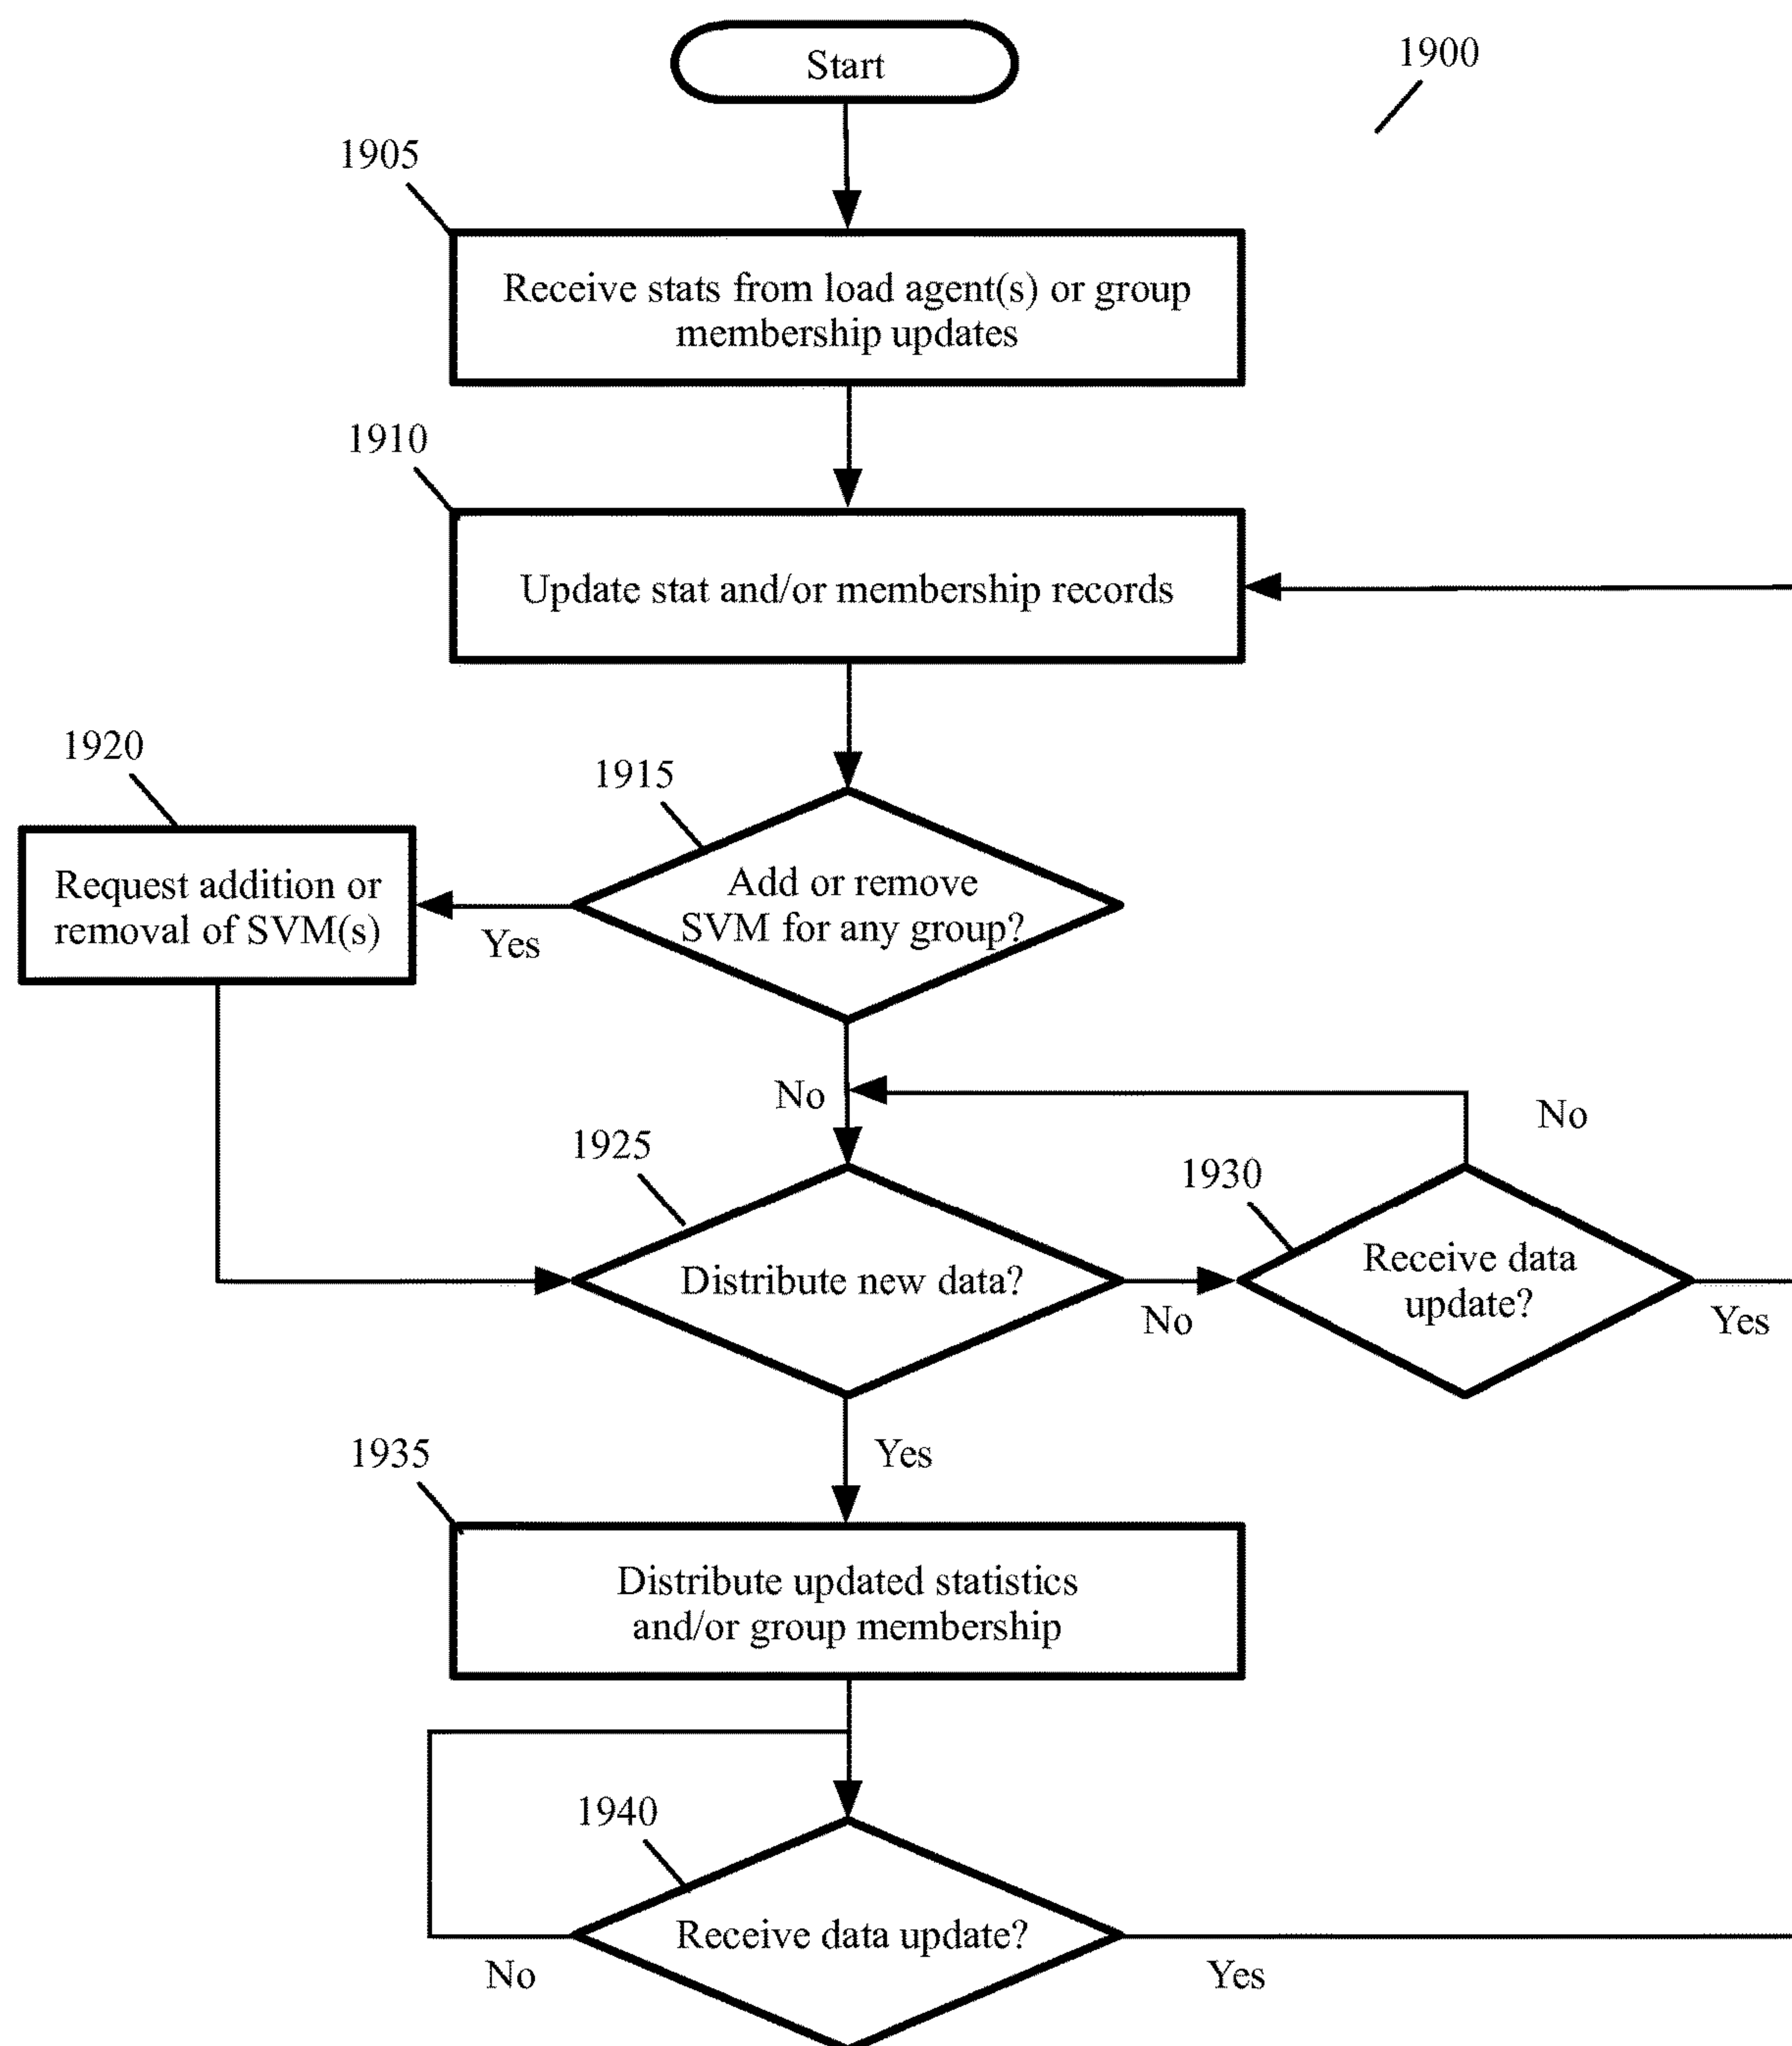 Start
1900
1905
Receive stats from load agent(s) or group
membership updates
1910
Update stat and/or membership records
1920
1915
Request addition or
removal of SVM(s)
Yes
Add or remove
SVM for any group?
No
No
1925
1930
Distribute new data?
No
Receive data
update?
Yes
Yes
1935
Distribute updated statistics
and/or group membership
1940
Receive data update?
No
Yes